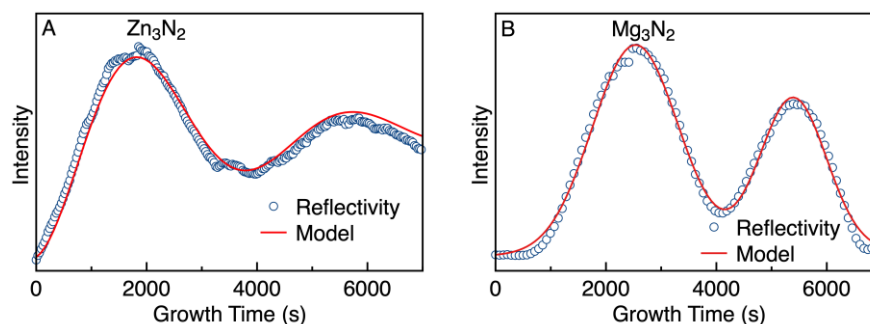 A
Zn₃N₂
Intensity
Reflectivity
Model
0
2000
4000
6000
Growth Time (s)
B
Mg₃N₂
Intensity
Reflectivity
Model
0
2000
4000
6000
Growth Time (s)